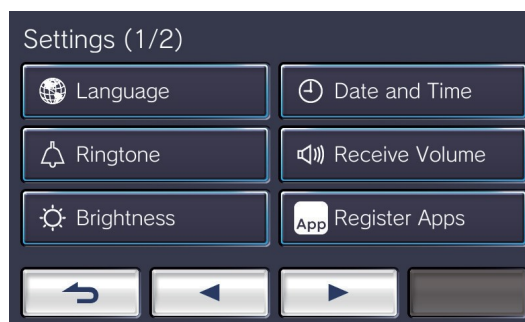 Settings (1/2)
Language
Date and Time
Ringtone
Receive Volume
Brightness
App Register Apps